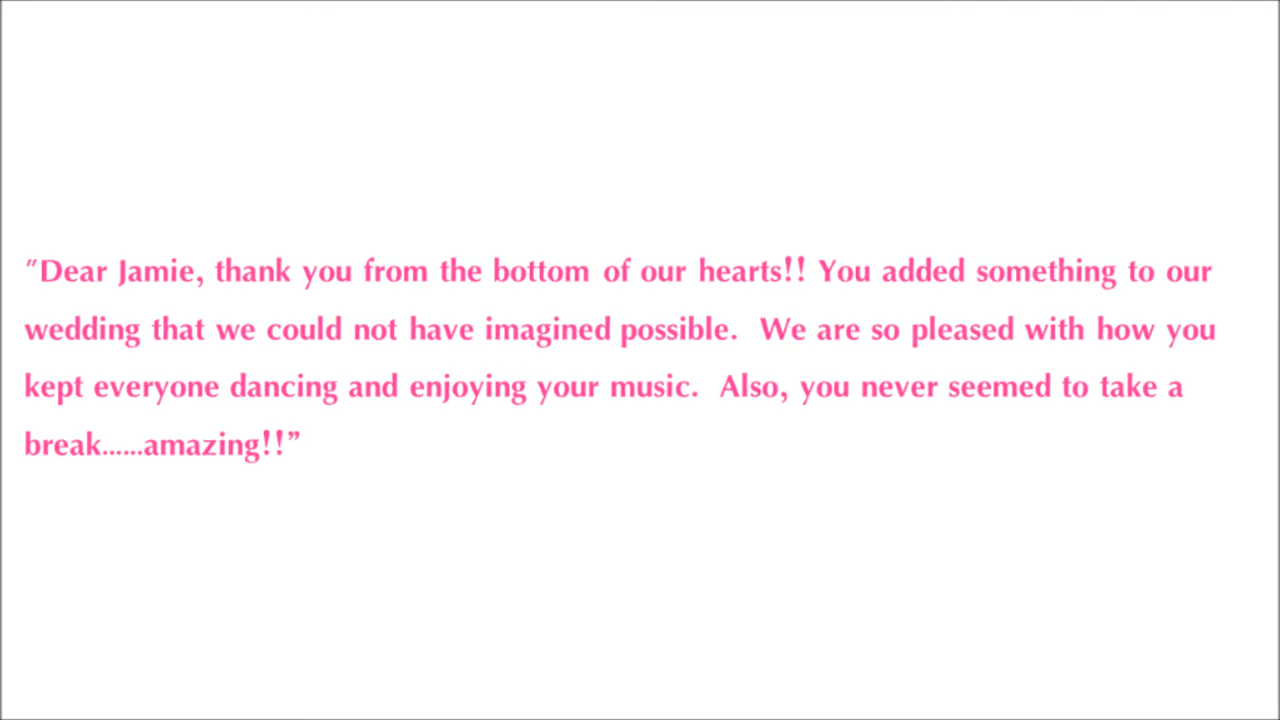 "Dear Jamie, thank you from the bottom of our hearts!! You added something to our
wedding that we could not have imagined possible.  We are so pleased with how you
kept everyone dancing and enjoying your music.  Also, you never seemed to take a
break......amazing!!”